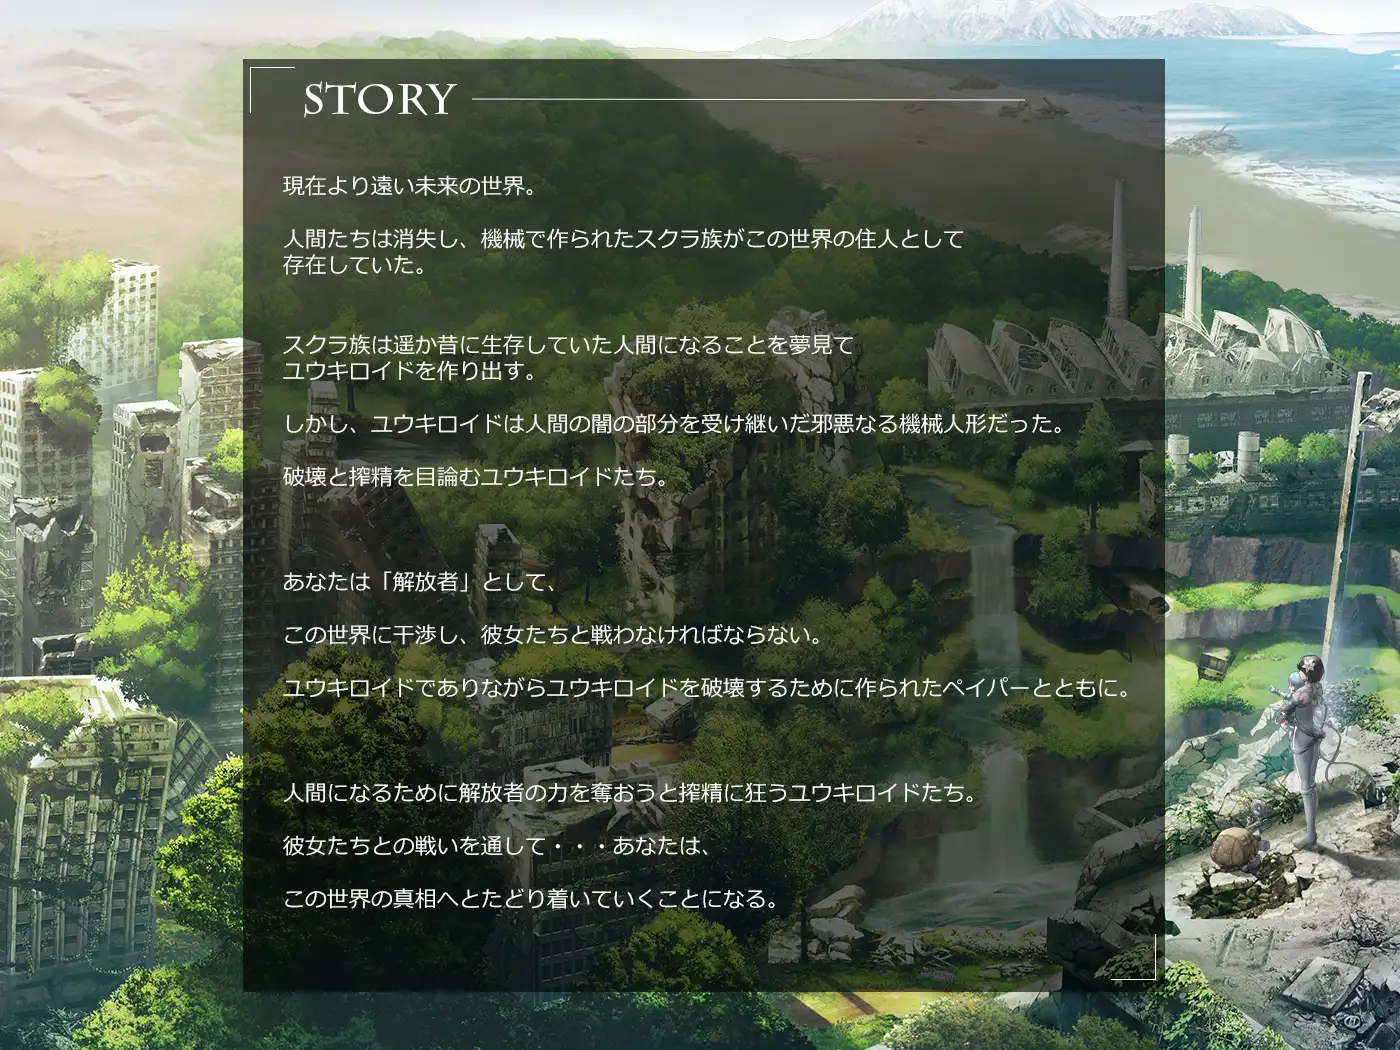 STORY
現在より遠い未来の世界。
人間たちは消失し、機械で作られたスクラ族がこの世界の住人として
存在していた。
スクラ族は遥か昔に生存していた人間になることを夢見て
ユウキロイドを作り出す。
しかし、ユウキロイドは人間の闇の部分を受け継いだ邪悪なる機械人形だった。
破壊と搾精を目論むユウキロイドたち。
あなたは「解放者」として、
この世界に干渉し、彼女たちと戦わなければならない。
ユウキロイドでありながらユウキロイドを破壊するために作られたペイパーとともに。
人間になるために解放者の力を奪おうと搾精に狂うユウキロイドたち。
彼女たちとの戦いを通して・・・あなたは、
この世界の真相へとたどり着いていくことになる。